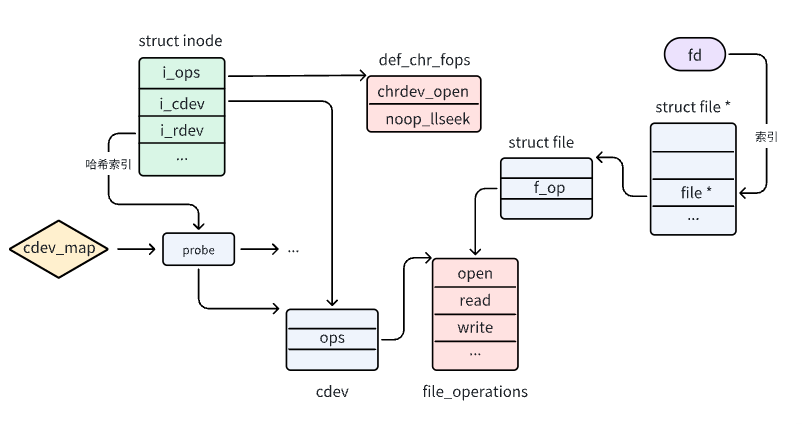 struct inode
i_ops
i_cdev
i_rdev
...
哈希索引
def_chr_fops
chrdev_open
noop_llseek
fd
索引
struct file *
file *
...
struct file
f_op
cdev_map
probe
...
ops
cdev
open
read
write
...
file_operations